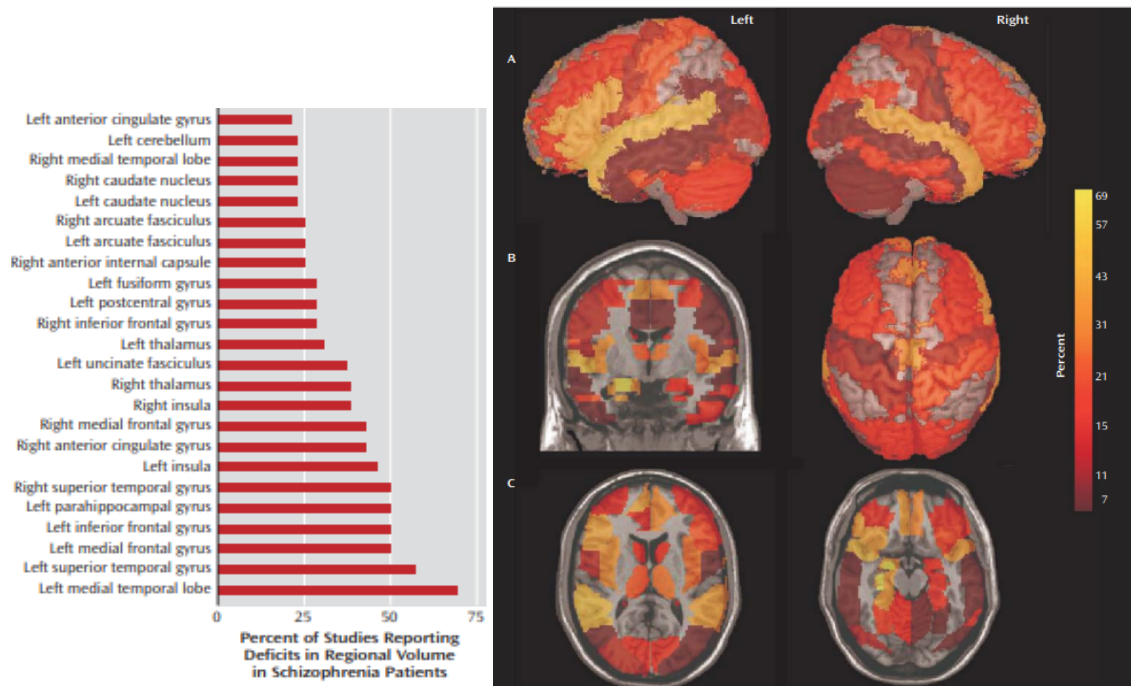 Left anterior cingulate gyrus
Left cerebellum
Right medial temporal lobe
Right caudate nucleus
Left caudate nucleus
Right arcuate fasciculus
Left arcuate fasciculus
Right anterior internal capsule
Left fusiform gyrus
Left postcentral gyrus
Right inferior frontal gyrus
Left thalamus
Left uncinate fasciculus
Right thalamus
Right insula
Right medial frontal gyrus
Right anterior cingulate gyrus
Left insula
Right superior temporal gyrus
Left parahippocampal gyrus
Left inferior frontal gyrus
Left medial frontal gyrus
Left superior temporal gyrus
Left medial temporal lobe
0 25 50 75
Percent of Studies Reporting
Deficits in Regional Volume
in Schizophrenia Patients
Left Right
A
B
C
Percent
69
57
43
31
21
15
11
7